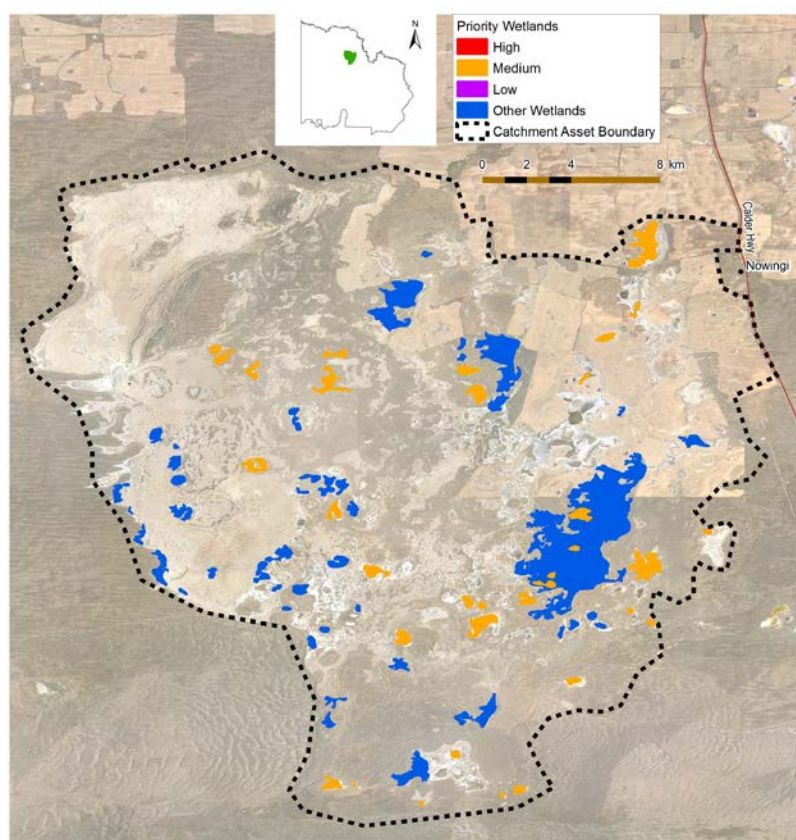 N
Priority Wetlands
High
Medium
Low
Other Wetlands
Catchment Asset Boundary
0 2 4 8 km
Calder Hwy
Nowingi